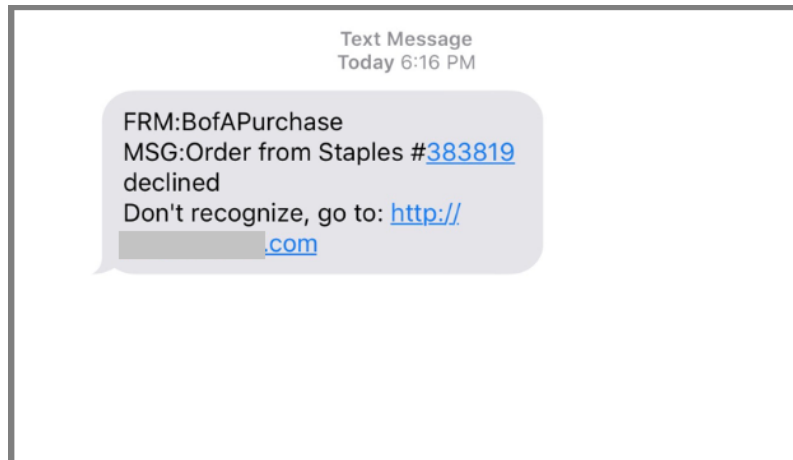 Text Message
Today 6:16 PM
FRM:BofAPurchase
MSG:Order from Staples #383819
declined
Don't recognize, go to: http://
.com